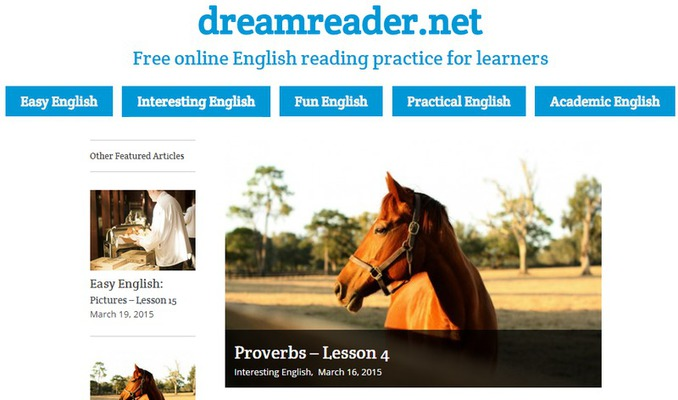 dreamreader.net
Free online English reading practice for learners
Easy English
Interesting English
Fun English
Practical English
Academic English
Other Featured Articles
Easy English:
Pictures – Lesson 15
March 19, 2015
Proverbs – Lesson 4
Interesting English, March 16, 2015